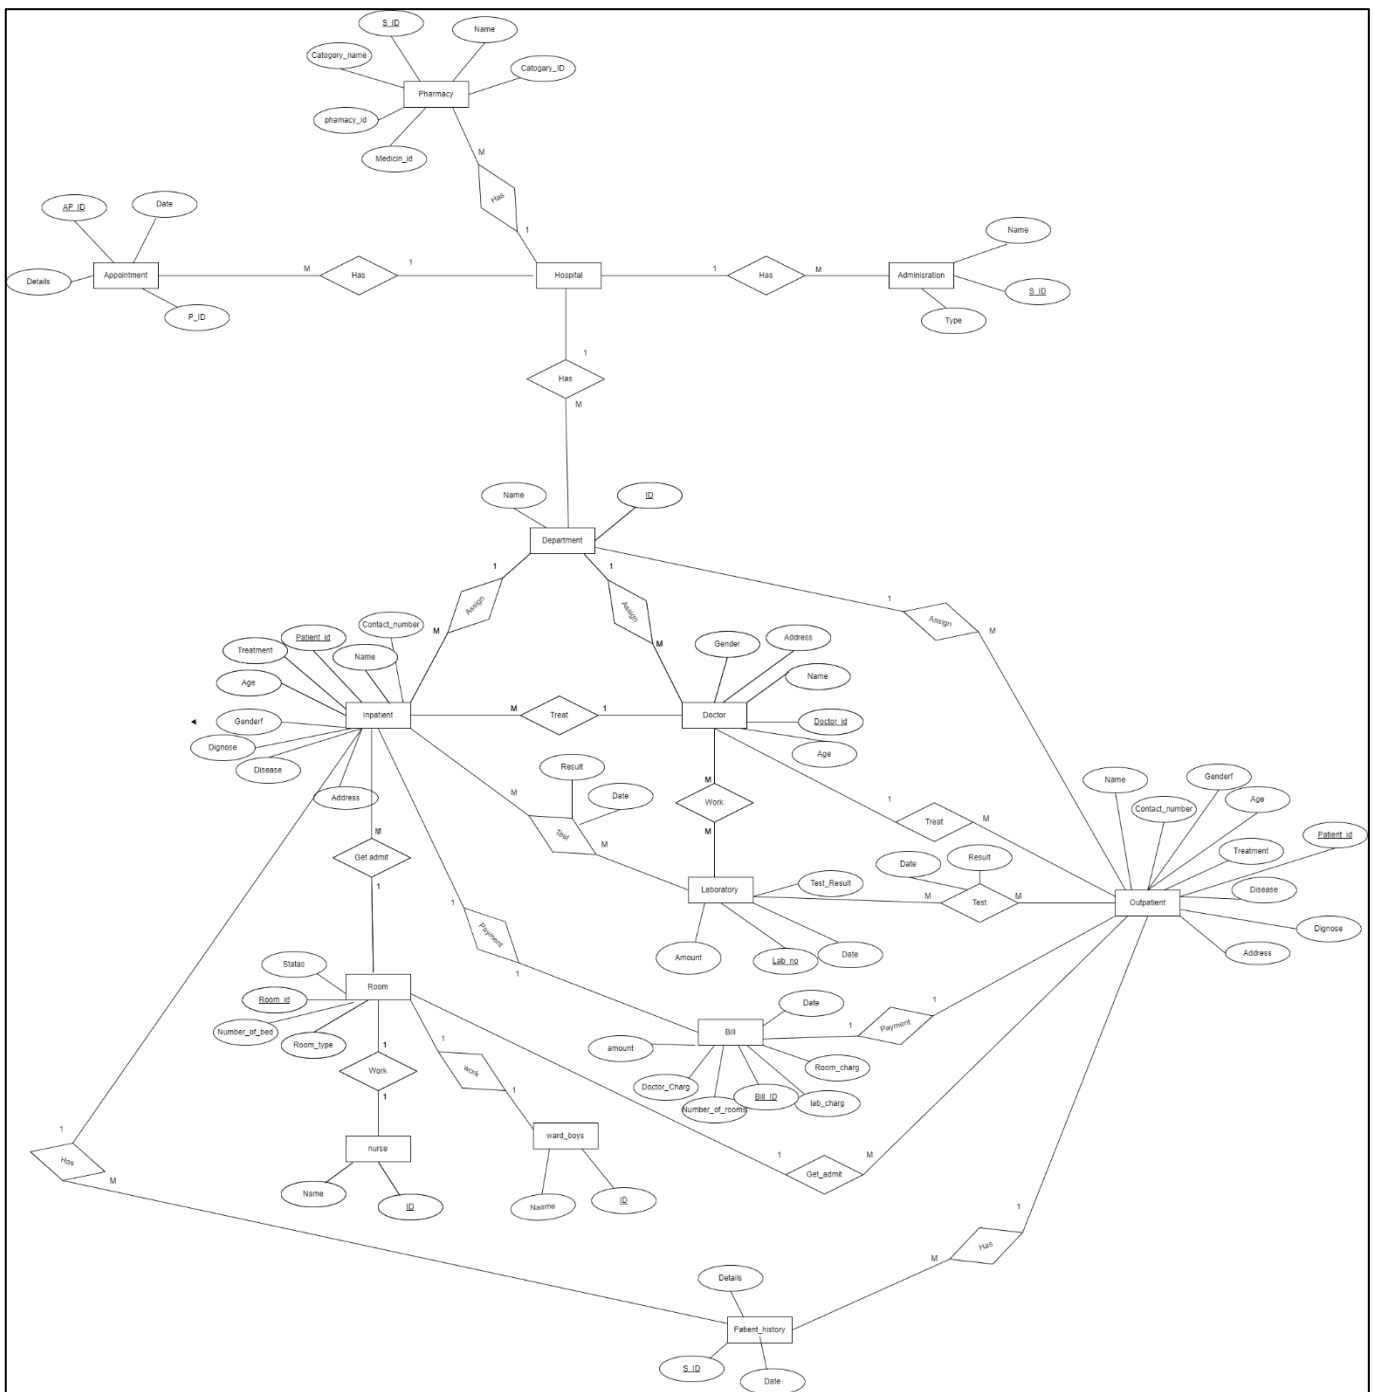 S_ID
Name
Catogory_name
Catogary_ID
Pharmacy
phamacy_id
Medicin_id
M
Has
1
AP_ID
Date
Name
Appointment
M
Has
1
Hospital
1
Has
M
Adminisration
Details
S_ID
P_ID
Type
1
Has
M
Name
ID
Department
1
Assign
M
1
Assign
M
1
Assign
M
Contact_number
Patient_id
Treatment
Name
Age
Gender
Address
Name
Inpatient
M
Treat
1
Doctor
Genderf
Doctor_id
Dignose
Disease
Age
Address
Result
Date
M
Test
M
M
Work
M
1
Treat
M
Name
Genderf
Contact_number
Age
Patient_id
Treatment
Disease
Dignose
Address
Outpatient
M
Get admit
1
Laboratory
Test_Result
Amount
Lab_no
Date
Date
Result
M
Test
M
1
Payment
1
Statas
Room
Room_id
Number_of_bed
Room_type
1
Work
1
1
work
1
Bill
Date
amount
Room_charg
Doctor_Charg
Number_of_rooms
Bill_ID
lab_charg
1
Payment
1
nurse
ward_boys
Name
ID
Naame
ID
1
Get_admit
M
1
Has
M
1
Has
M
Details
Patient_history
S_ID
Date